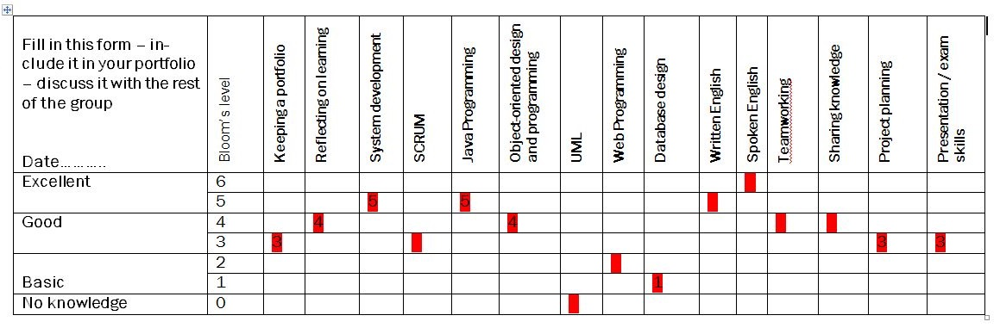 Fill in this form – in-
clude it in your portfolio
– discuss it with the rest
of the group
Date...........
Bloom's level
Keeping a portfolio
Reflecting on learning
System development
SCRUM
Java Programming
Object-oriented design
and programming
UML
Web Programming
Database design
Written English
Spoken English
Teamworking
Sharing knowledge
Project planning
Presentation / exam
skills
Excellent 6
5 5 5
Good 4 4 4
3 3 3 3
2
Basic 1 1
No knowledge 0